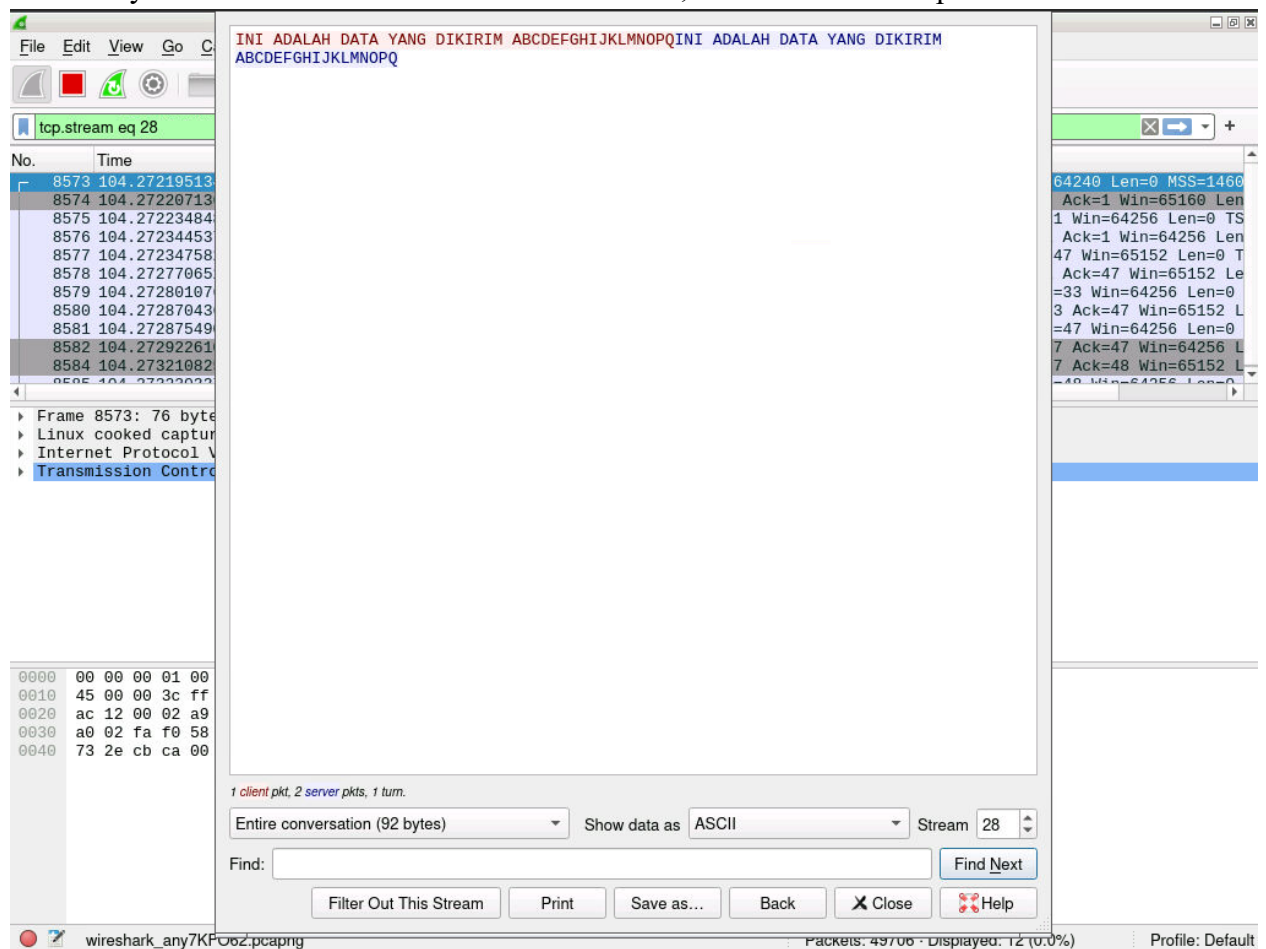 File Edit View Go C
tcp.stream eq 28
+
No. Time
8573 104.27219513
8574 104.2722071
8575 104.27223484
8576 104.2723445
8577 104.27234758
8578 104.27277065
8579 104.2728010
8580 104.27287043
8581 104.27287549
8582 104.2729226
8584 104.27321082
64240 Len=0 MSS=1460
Ack=1 Win=65160 Len
1 Win=64256 Len=0 TS
Ack=1 Win=64256 Len
47 Win=65152 Len=0 T
Ack=47 Win=65152 Le
=33 Win=64256 Len=0
3 Ack=47 Win=65152 L
=47 Win=64256 Len=0
7 Ack=47 Win=64256 L
7 Ack=48 Win=65152 L
Frame 8573: 76 byte
Linux cooked captur
Internet Protocol V
Transmission Contro
0000 00 00 00 01 00
0010 45 00 00 3c ff
0020 ac 12 00 02 a9
0030 a0 02 fa f0 58
0040 73 2e cb ca 00
INI ADALAH DATA YANG DIKIRIM ABCDEFGHIJKLMNOPQINI ADALAH DATA YANG DIKIRIM
ABCDEFGHIJKLMNOPQ
1 client pkt, 2 server pkts, 1 turn.
Entire conversation (92 bytes) Show data as ASCII Stream 28
Find: Find Next
Filter Out This Stream Print Save as... Back Close Help
wireshark_any7KFO62.pcapng Packets: 49706 · Displayed: 12 (0.0%) Profile: Default